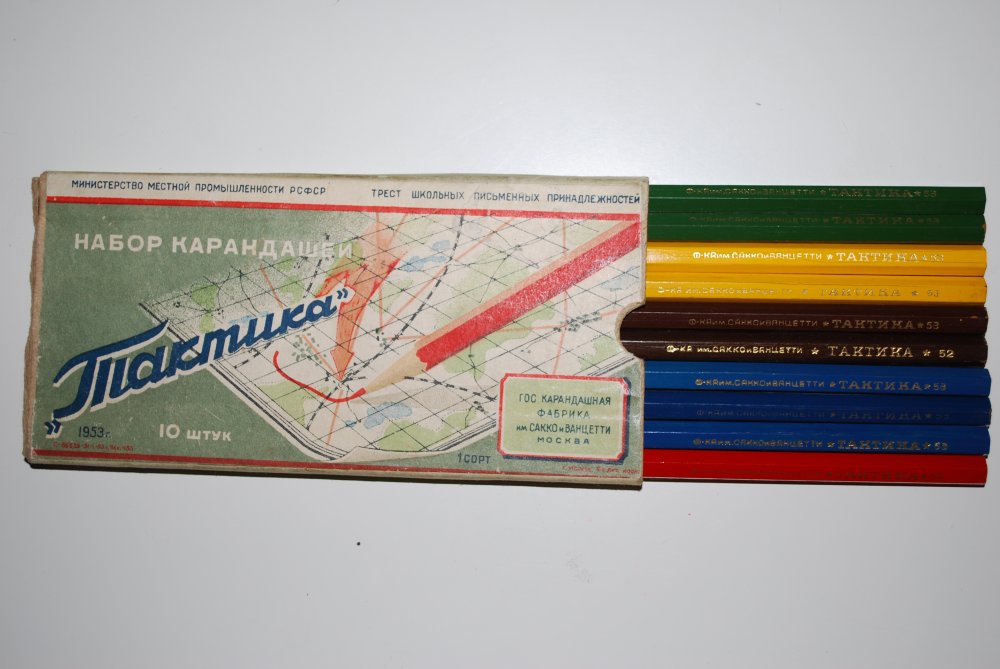 МИНИСТЕРСТВО МЕСТНОЙ ПРОМЫШЛЕННОСТИ РСФСР
ТРЕСТ ШКОЛЬНЫХ ПИСЬМЕННЫХ ПРИНАДЛЕЖНОСТЕЙ
НАБОР КАРАНДАШЕЙ
„Тактика”
1953 г.
10 ШТУК
1 СОРТ
ГОС. КАРАНДАШНАЯ
ФАБРИКА
им. САККО и ВАНЦЕТТИ
МОСКВА
Ф-КА им. САККО и ВАНЦЕТТИ ★ ТАКТИКА ★ 53
Ф-КА им. САККО и ВАНЦЕТТИ ★ ТАКТИКА ★ 53
Ф-КА им. САККО и ВАНЦЕТТИ ★ ТАКТИКА ★ 53
Ф-КА им. САККО и ВАНЦЕТТИ ★ ТАКТИКА ★ 53
Ф-КА им. САККО и ВАНЦЕТТИ ★ ТАКТИКА ★ 53
Ф-КА им. САККО и ВАНЦЕТТИ ★ ТАКТИКА ★ 52
Ф-КА им. САККО и ВАНЦЕТТИ ★ ТАКТИКА ★ 53
Ф-КА им. САККО и ВАНЦЕТТИ ★ ТАКТИКА ★ 53
Ф-КА им. САККО и ВАНЦЕТТИ ★ ТАКТИКА ★ 53